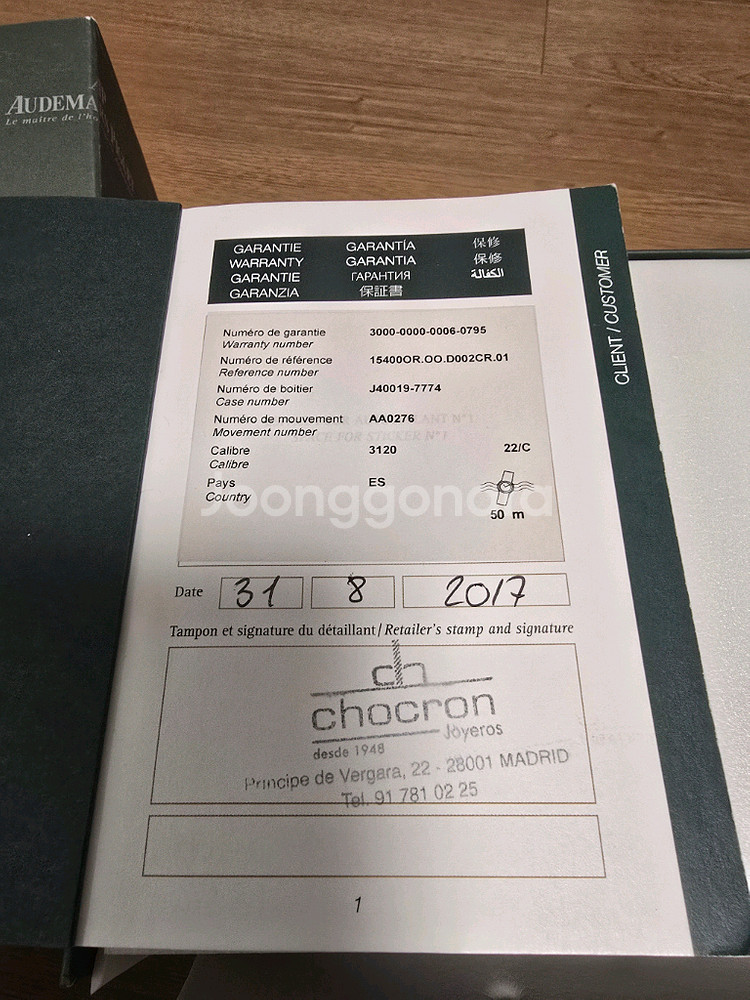 AUDEMA
Le maître de l'h
GARANTIE GARANTÍA 保修
WARRANTY GARANTIA 保修
GARANTIE ГАРАНТИЯ الكفالة
GARANZIA 保証書
CLIENT / CUSTOMER
Numéro de garantie 3000-0000-0006-0795
Warranty number
Numéro de référence 15400OR.OO.D002CR.01
Reference number
Numéro de boitier J40019-7774
Case number
Numéro de mouvement AA0276
Movement number
Calibre 3120 22/C
Calibre
Pays ES
Country
50 m
Joonggonara
Date 31 8 2017
Tampon et signature du détaillant / Retailer's stamp and signature
ch
chocron
Joyeros
desde 1948
Principe de Vergara, 22 - 28001 MADRID
Tel. 91 781 02 25
1